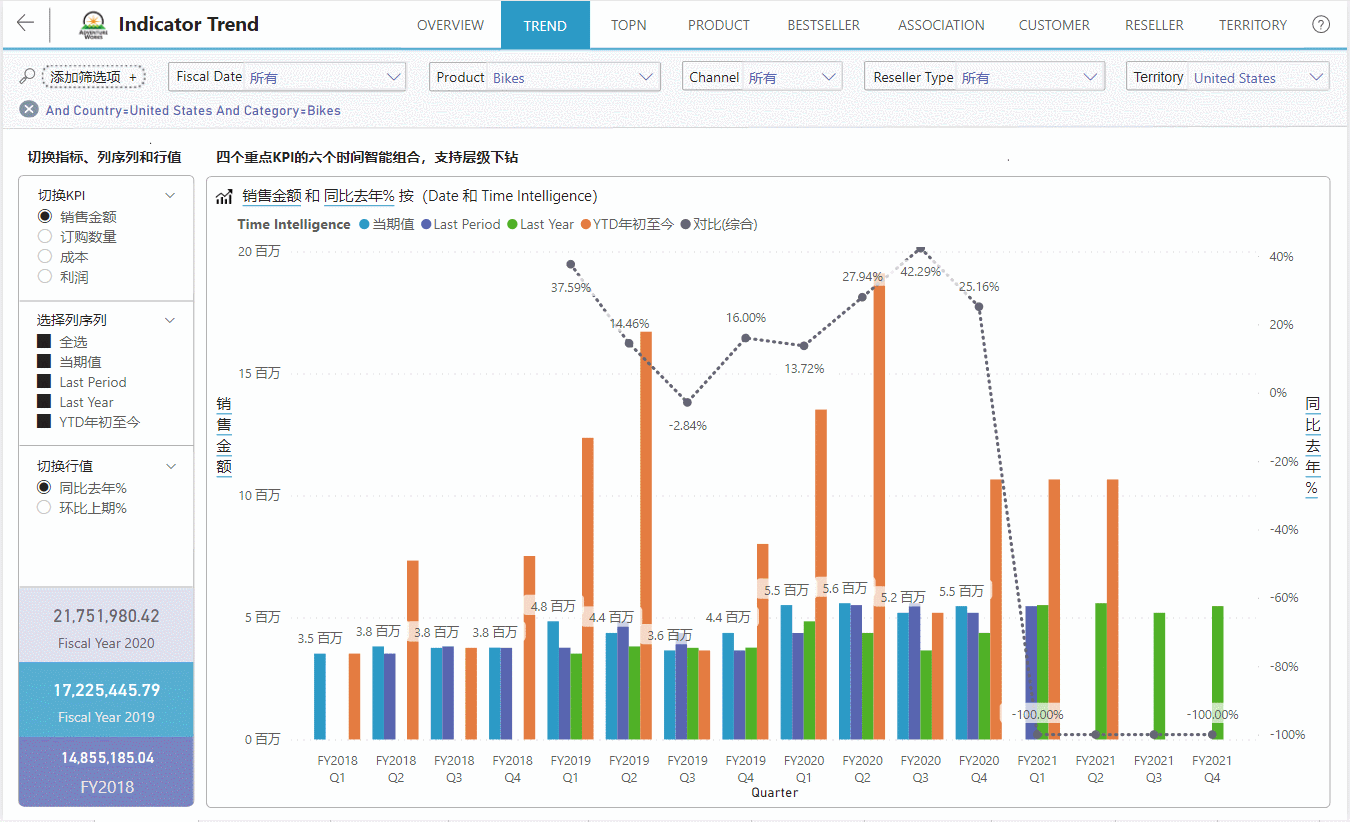 Indicator Trend
ADVENTURE WORKS
OVERVIEW TREND TOPN PRODUCT BESTSELLER ASSOCIATION CUSTOMER RESELLER TERRITORY ?
添加筛选项 + Fiscal Date 所有 Product Bikes Channel 所有 Reseller Type 所有 Territory United States
And Country=United States And Category=Bikes
切换指标、列序列和行值
切换KPI
销售金额
订购数量
成本
利润
选择列序列
全选
当期值
Last Period
Last Year
YTD年初至今
切换行值
同比去年%
环比上期%
21,751,980.42
Fiscal Year 2020
17,225,445.79
Fiscal Year 2019
14,855,185.04
FY2018
四个重点KPI的六个时间智能组合，支持层级下钻
销售金额 和 同比去年% 按（Date 和 Time Intelligence）
Time Intelligence 当期值 Last Period Last Year YTD年初至今 对比(综合)
20 百万
15 百万
10 百万
5 百万
0 百万
销售金额
37.59% 14.46% -2.84% 16.00% 13.72% 27.94% 42.29% 25.16% -100.00% -100.00%
3.5 百万 3.8 百万 3.8 百万 3.8 百万 4.8 百万 4.4 百万 3.6 百万 4.4 百万 5.5 百万 5.6 百万 5.2 百万 5.5 百万
40%
20%
0%
-20%
-40%
-60%
-80%
-100%
同比去年%
FY2018 FY2018 FY2018 FY2018 FY2019 FY2019 FY2019 FY2019 FY2020 FY2020 FY2020 FY2020 FY2021 FY2021 FY2021 FY2021
Q1 Q2 Q3 Q4 Q1 Q2 Q3 Q4 Q1 Q2 Q3 Q4 Q1 Q2 Q3 Q4
Quarter